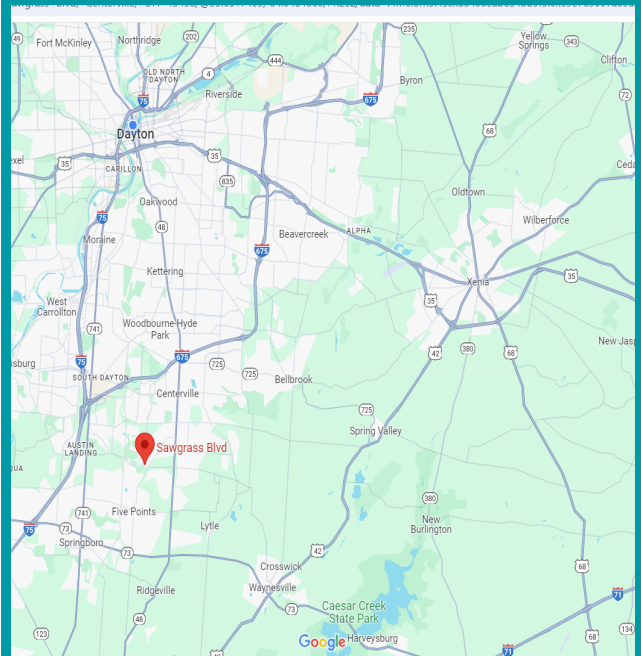 49
Fort McKinley
Northridge
202
235
Yellow
Springs
343
Clifton
OLD NORTH
DAYTON
4
444
Byron
72
75
Riverside
675
Dayton
68
35
35
CARILLON
835
Oldtown
Oakwood
75
48
Wilberforce
Moraine
Beavercreek
ALPHA
675
Kettering
Xenia
35
35
West
Carrollton
741
Woodbourne-Hyde
Park
42
380
68
New Jasp
isburg
75
675
725
SOUTH DAYTON
725
Bellbrook
Centerville
725
Spring Valley
AUSTIN
LANDING
Sawgrass Blvd
QUA
380
741
Five Points
New
Burlington
75
73
Lytle
Springboro
73
42
68
Crosswick
Waynesville
Ridgeville
71
73
Caesar Creek
State Park
48
123
134
Google
Harveysburg
68
42
71